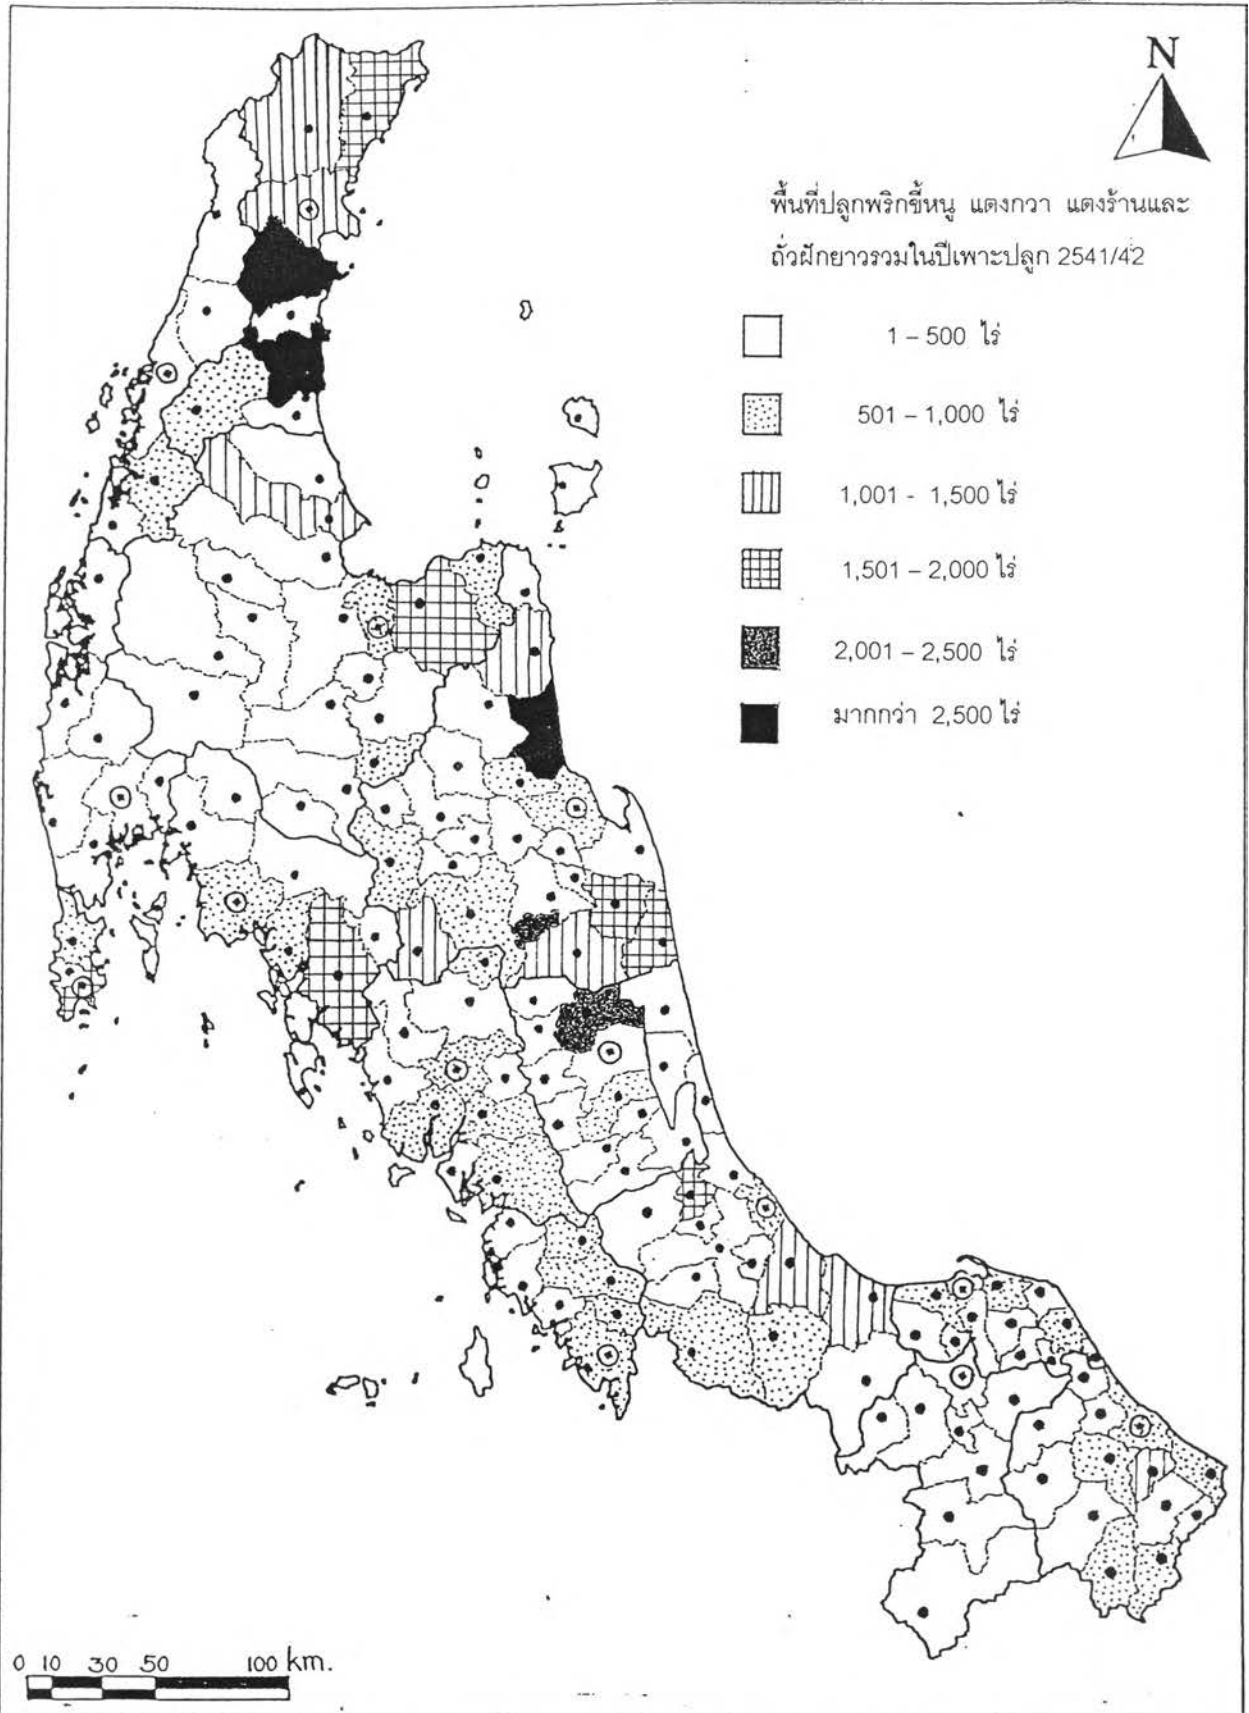 N
พื้นที่ปลูกพริกขี้หนู แตงกวา แตงร้านและ
ถั่วฝักยาวรวมในปีเพาะปลูก 2541/42
1 – 500 ไร่
501 – 1,000 ไร่
1,001 - 1,500 ไร่
1,501 – 2,000 ไร่
2,001 – 2,500 ไร่
มากกว่า 2,500 ไร่
0 10 30 50 100 km.